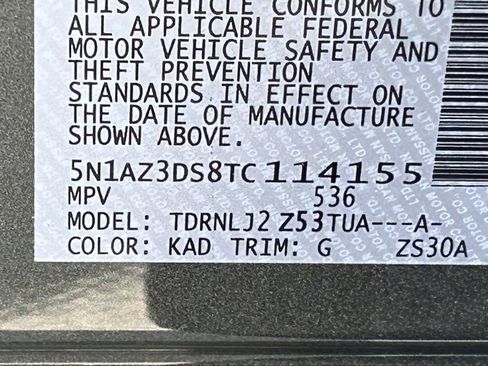 THIS VEHICLE CONFORMS TO
ALL APPLICABLE FEDERAL
MOTOR VEHICLE SAFETY AND
THEFT PREVENTION
STANDARDS IN EFFECT ON
THE DATE OF MANUFACTURE
SHOWN ABOVE.
5N1AZ3DS8TC114155
MPV 536
MODEL: TDRNLJ2 Z53TUA---A-
COLOR: KAD TRIM: G ZS30A